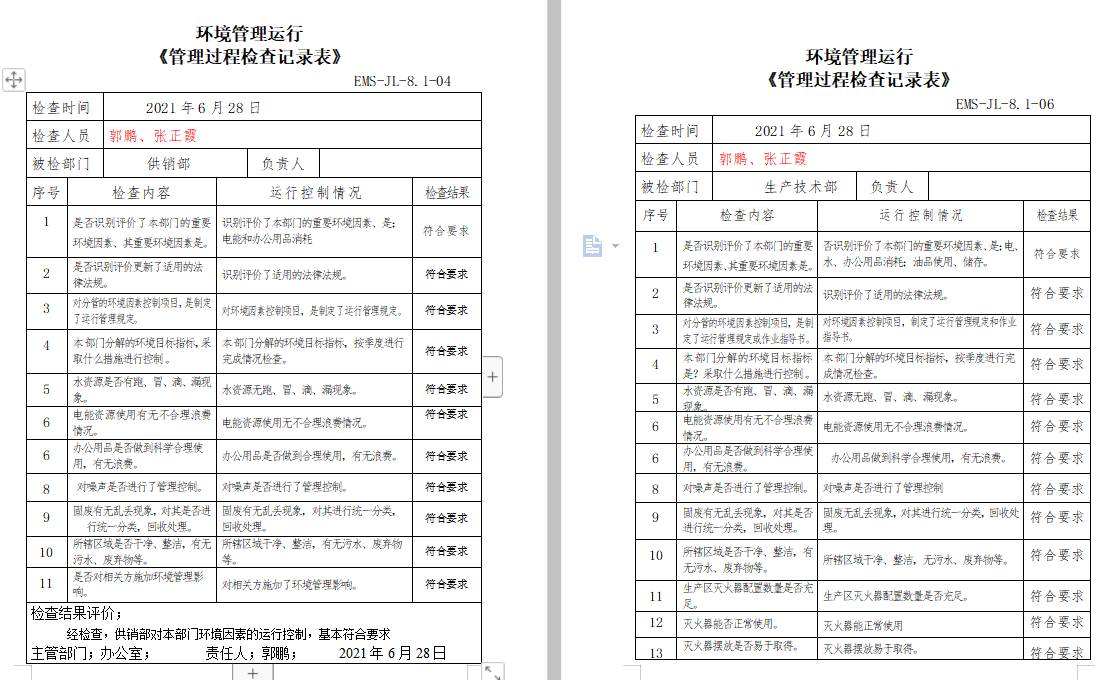 环境管理运行
《管理过程检查记录表》
EMS-JL-8.1-04
检查时间 2021 年 6 月 28 日
检查人员 郭鹏、张正霞
被检部门 供销部 负责人
序号 检查内容 运行控制情况 检查结果
1 是否识别评价了本部门的重要 识别评价了本部门的重要环境因素、是;
环境因素、其重要环境因素是。 电能和办公用品消耗 符合要求
2 是否识别评价更新了适用的法 识别评价了适用的法律法规。 符合要求
律法规。
3 对分管的环境因素控制项目，是制定 对环境因素控制项目，是制定了运行管理规定。 符合要求
了运行管理规定。
4 本部门分解的环境目标指标，采 本部门分解的环境目标指标，按季度进行 符合要求
取什么措施进行控制。 完成情况检查。
5 水资源是否有跑、冒、滴、漏现 水资源无跑、冒、滴、漏现象。 符合要求
象。
6 电能资源使用有无不合理浪费 电能资源使用无不合理浪费情况。 符合要求
情况。
6 办公用品是否做到科学合理使 办公用品是否做到合理使用，有无浪费。 符合要求
用，有无浪费。
8 对噪声是否进行了管理控制。 对噪声是否进行了管理控制。 符合要求
9 固废有无乱丢现象，对其是否进 固废有无乱丢现象，对其进行统一分类， 符合要求
行统一分类，回收处理。 回收处理。
10 所辖区域是否干净、整洁，有无 所辖区域干净、整洁，有无污水、废弃物 符合要求
污水、废弃物等。 等。
11 是否对相关方施加环境管理影 对相关方施加了环境管理影响。 符合要求
响。
检查结果评价；
经检查，供销部对本部门环境因素的运行控制，基本符合要求
主管部门；办公室； 责任人；郭鹏； 2021 年 6 月 28 日
环境管理运行
《管理过程检查记录表》
EMS-JL-8.1-06
检查时间 2021 年 6 月 28 日
检查人员 郭鹏、张正霞
被检部门 生产技术部 负责人
序号 检查内容 运行控制情况 检查结果
1 是否识别评价了本部门的重要 否识别评价了本部门的重要环境因素、是;电、
环境因素、其重要环境因素是。 水、办公用品消耗；油品使用、储存。 符合要求
2 是否识别评价更新了适用的法 识别评价了适用的法律法规。 符合要求
律法规。
3 对分管的环境因素控制项目，是制 对环境因素控制项目，制定了运行管理规定和作业 符合要求
定了运行管理规定或作业指导书。 指导书。
4 本部门分解的环境目标指标 本部门分解的环境目标指标，按季度进行完 符合要求
是？采取什么措施进行控制。 成情况检查。
5 水资源是否有跑、冒、滴、漏 水资源无跑、冒、滴、漏现象。 符合要求
现象。
6 电能资源使用有无不合理浪费 电能资源使用无不合理浪费情况。 符合要求
情况。
6 办公用品是否做到科学合理使 办公用品做到科学合理使用，有无浪费。 符合要求
用，有无浪费。
8 对噪声是否进行了管理控制。 对噪声是否进行了管理控制 符合要求
9 固废有无乱丢现象，对其是否 固废无乱丢现象，对其进行统一分类，回收处 符合要求
进行统一分类，回收处理。 理。
10 所辖区域是否干净、整洁，有 所辖区域干净、整洁，无污水、废弃物等。 符合要求
无污水、废弃物等。
11 生产区灭火器配置数量是否充 生产区灭火器配置数量是否充足。 符合要求
足。
12 灭火器能否正常使用。 灭火器能正常使用 符合要求
13 灭火器摆放是否易于取得。 灭火器摆放易于取得。 符合要求